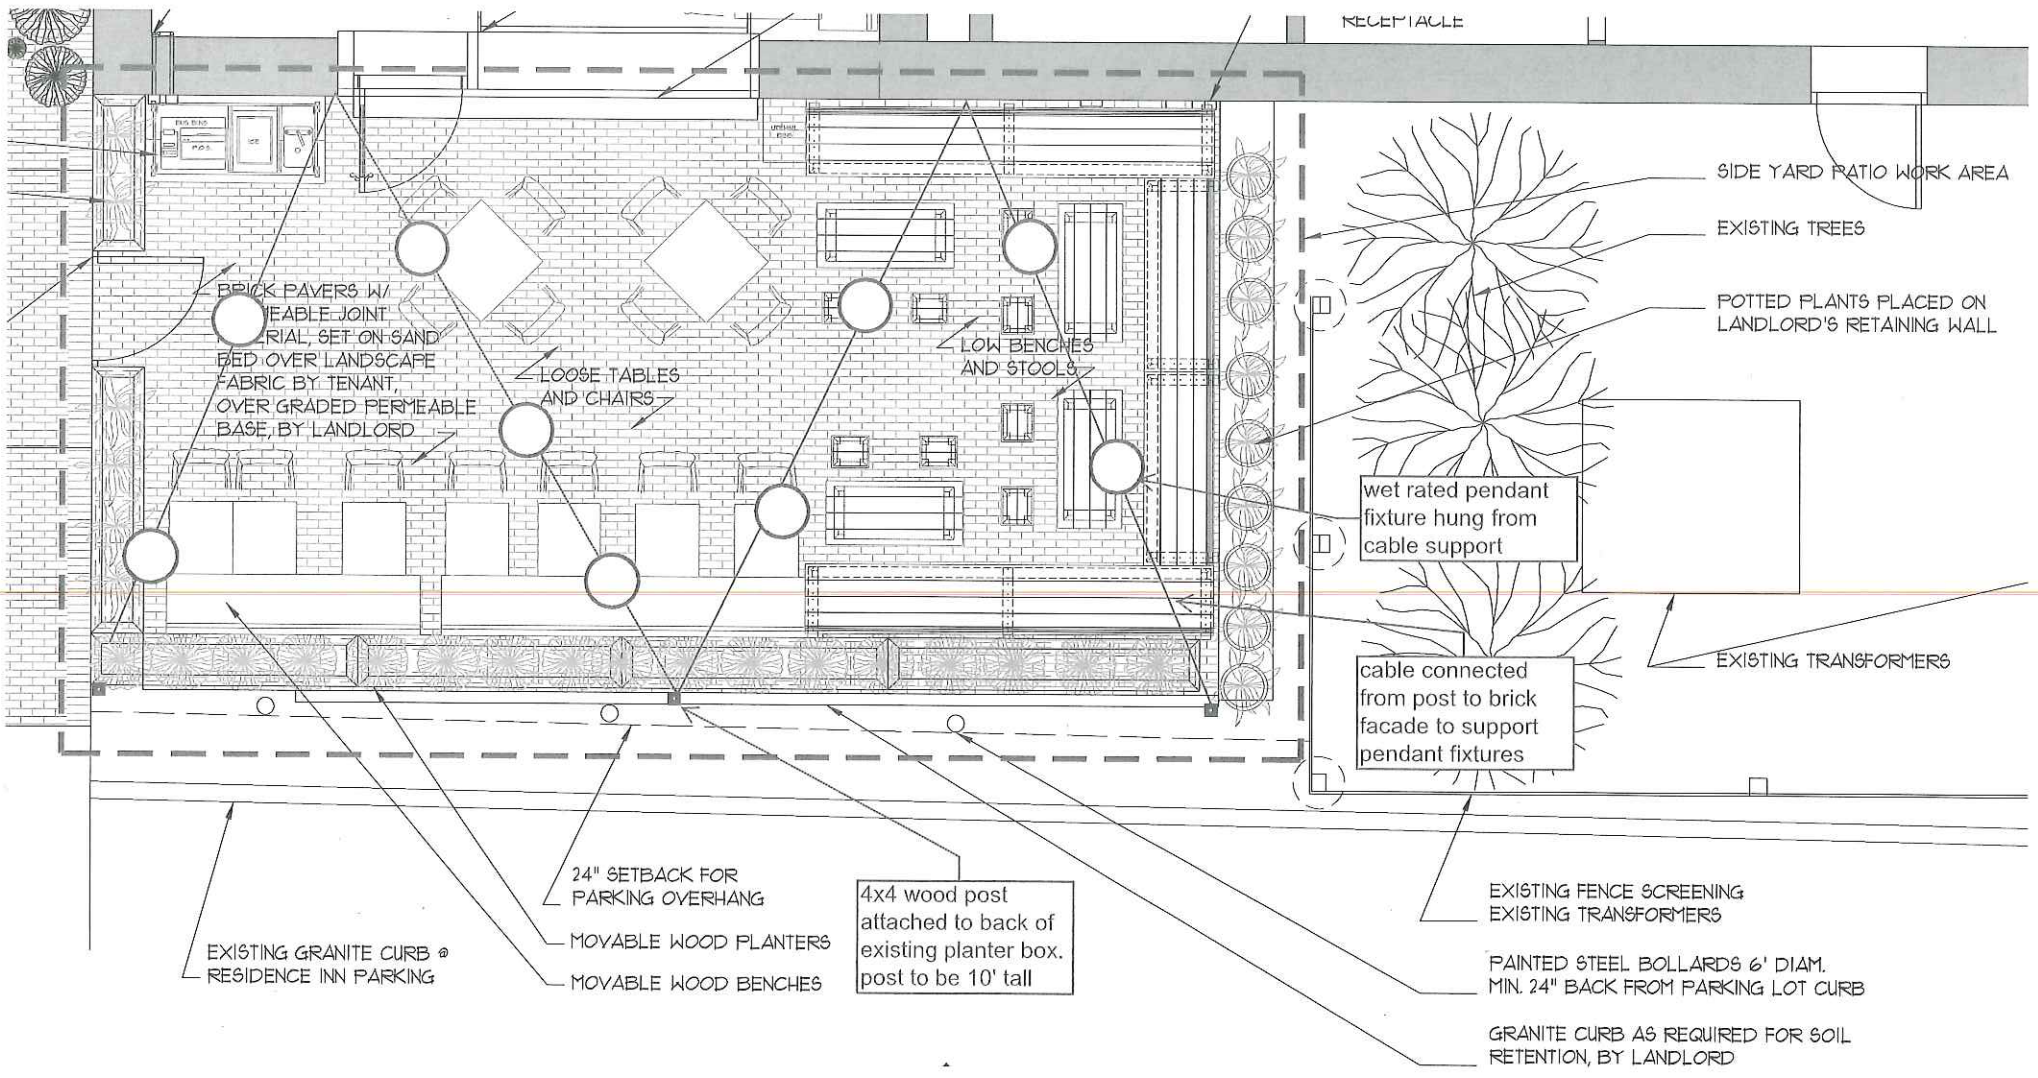 RECEPTACLE
BUS BINS
P.O.S.
ICE
SIDE YARD PATIO WORK AREA
EXISTING TREES
POTTED PLANTS PLACED ON
LANDLORD'S RETAINING WALL
BRICK PAVERS W/
EABLE JOINT
RIAL, SET ON SAND
BED OVER LANDSCAPE
FABRIC BY TENANT,
OVER GRADED PERMEABLE
BASE, BY LANDLORD
LOOSE TABLES
AND CHAIRS
LOW BENCHES
AND STOOLS
wet rated pendant
fixture hung from
cable support
cable connected
from post to brick
facade to support
pendant fixtures
EXISTING TRANSFORMERS
24" SETBACK FOR
PARKING OVERHANG
MOVABLE WOOD PLANTERS
MOVABLE WOOD BENCHES
EXISTING GRANITE CURB @
RESIDENCE INN PARKING
4x4 wood post
attached to back of
existing planter box.
post to be 10' tall
EXISTING FENCE SCREENING
EXISTING TRANSFORMERS
PAINTED STEEL BOLLARDS 6' DIAM.
MIN. 24" BACK FROM PARKING LOT CURB
GRANITE CURB AS REQUIRED FOR SOIL
RETENTION, BY LANDLORD